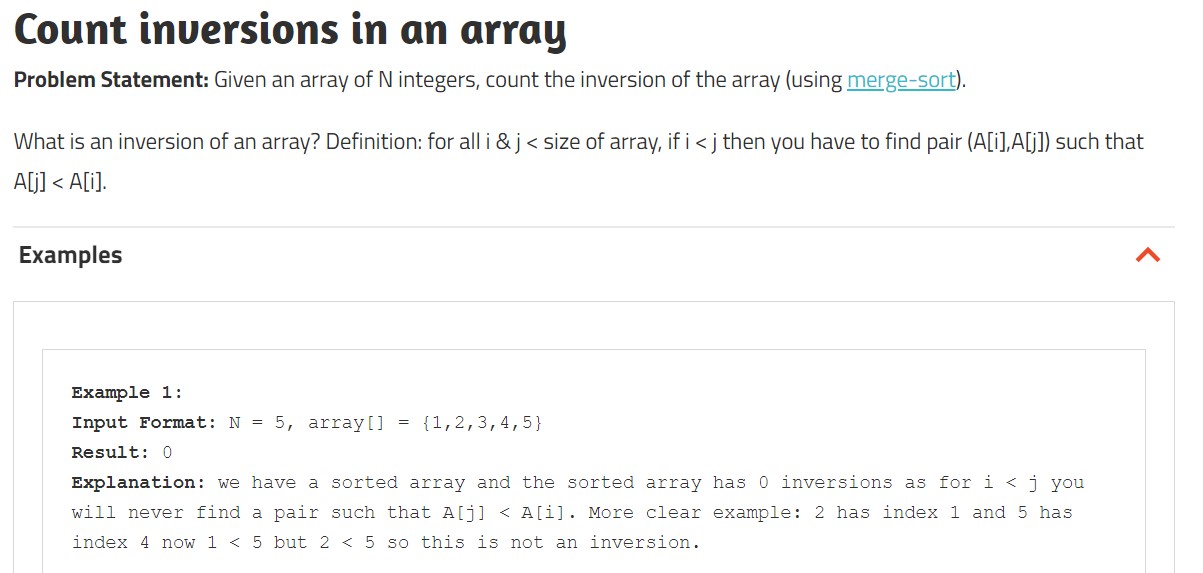 Count inversions in an array
Problem Statement: Given an array of N integers, count the inversion of the array (using merge-sort).
What is an inversion of an array? Definition: for all i & j < size of array, if i < j then you have to find pair (A[i],A[j]) such that
A[j] < A[i].
Examples
Example 1:
Input Format: N = 5, array[] = {1,2,3,4,5}
Result: 0
Explanation: we have a sorted array and the sorted array has 0 inversions as for i < j you
will never find a pair such that A[j] < A[i]. More clear example: 2 has index 1 and 5 has
index 4 now 1 < 5 but 2 < 5 so this is not an inversion.